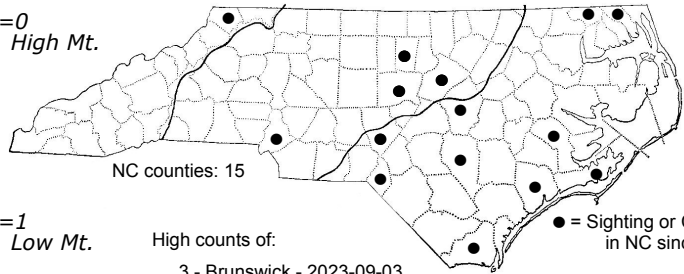 =0
High Mt.
NC counties: 15
=1
Low Mt.
High counts of:
● = Sighting or
in NC
3 - Brunswick - 2023-09-03